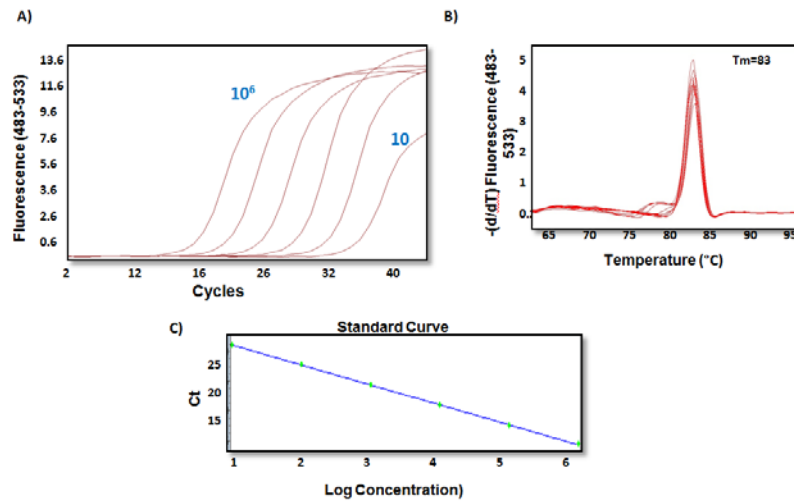 A)
13.6
11.6
9.6
7.6
5.6
3.6
2.6
0.6
Fluorescence (483-533)
10⁶
10
2 12 16 26 32 40
Cycles
B)
Tm=83
5
4
3
2
1
0.
-(d/dT) Fluorescence (483-
533)
65 70 75 80 85 90 95
Temperature (°C)
C)
Standard Curve
25
20
15
Ct
1 2 3 4 5 6
Log Concentration)